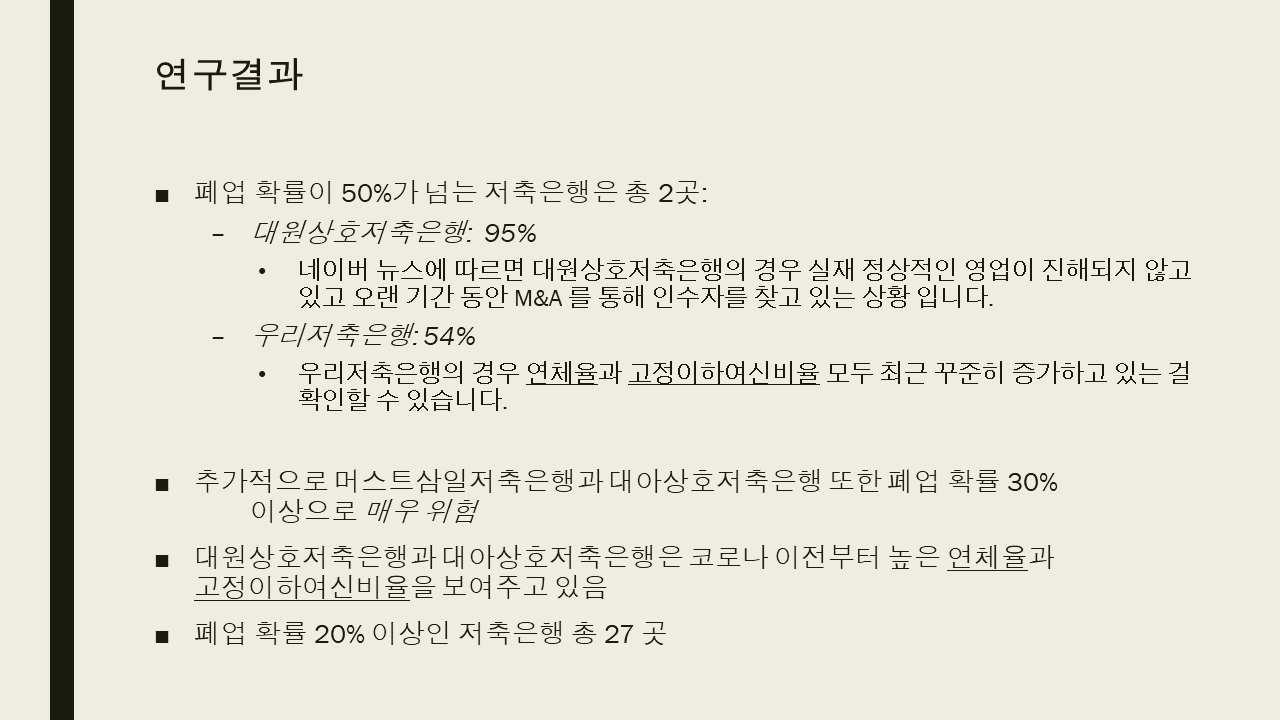 연구결과
■ 폐업 확률이 50%가 넘는 저축은행은 총 2곳:
– 대원상호저축은행: 95%
• 네이버 뉴스에 따르면 대원상호저축은행의 경우 실재 정상적인 영업이 진해되지 않고
있고 오랜 기간 동안 M&A 를 통해 인수자를 찾고 있는 상황 입니다.
– 우리저축은행: 54%
• 우리저축은행의 경우 연체율과 고정이하여신비율 모두 최근 꾸준히 증가하고 있는 걸
확인할 수 있습니다.
■ 추가적으로 머스트삼일저축은행과 대아상호저축은행 또한 폐업 확률 30%
이상으로 매우 위험
■ 대원상호저축은행과 대아상호저축은행은 코로나 이전부터 높은 연체율과
고정이하여신비율을 보여주고 있음
■ 폐업 확률 20% 이상인 저축은행 총 27 곳